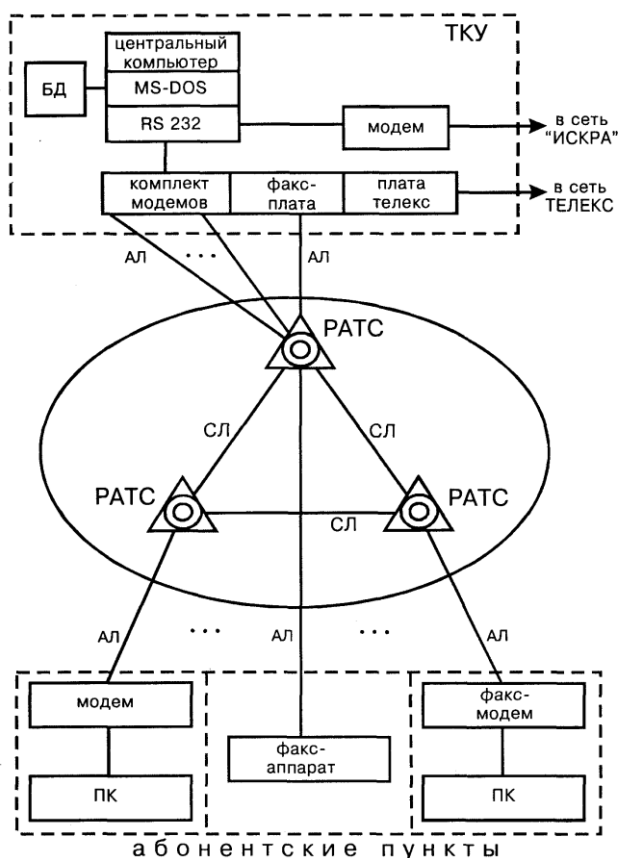 ТКУ
центральный
компьютер
БД
MS-DOS
RS 232
модем
в сеть
"ИСКРА"
комплект
модемов
факс-
плата
плата
телекс
в сеть
ТЕЛЕКС
АЛ
...
АЛ
РАТС
СЛ
СЛ
РАТС
РАТС
СЛ
АЛ
...
АЛ
...
АЛ
модем
факс-
модем
факс-
аппарат
ПК
ПК
абонентские пункты